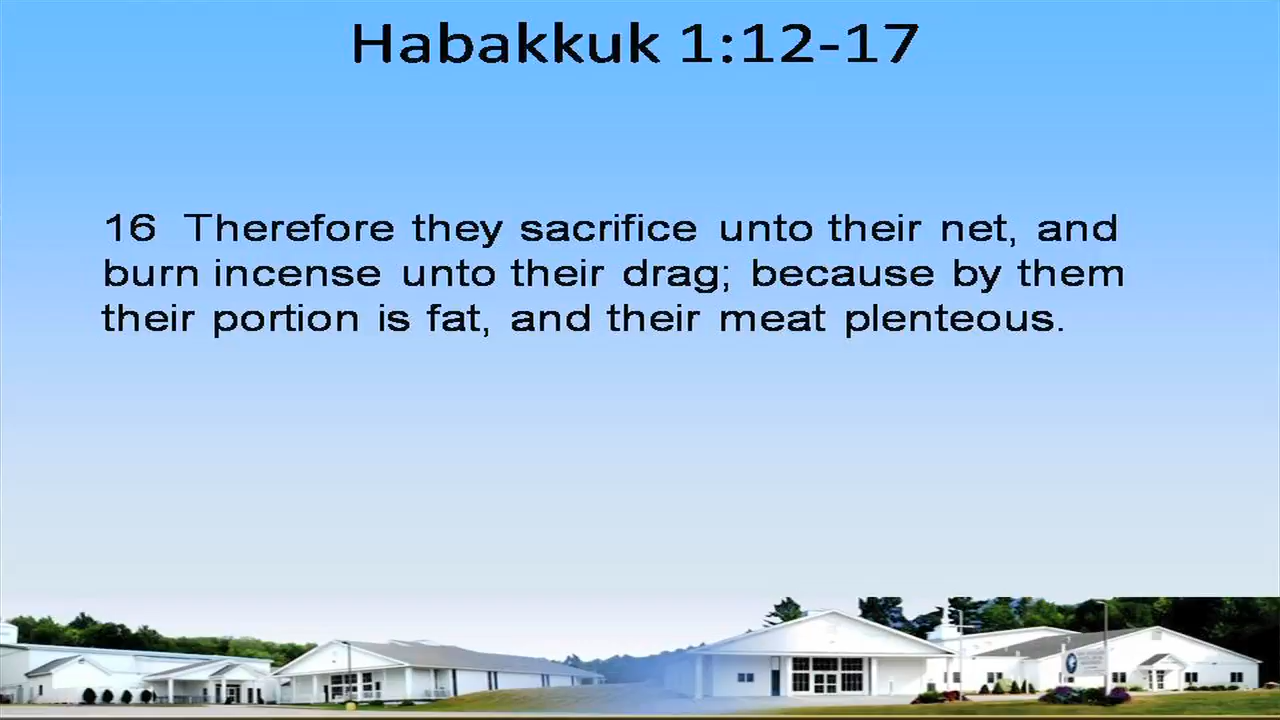 Habakkuk 1:12-17
16 Therefore they sacrifice unto their net, and
burn incense unto their drag; because by them
their portion is fat, and their meat plenteous.